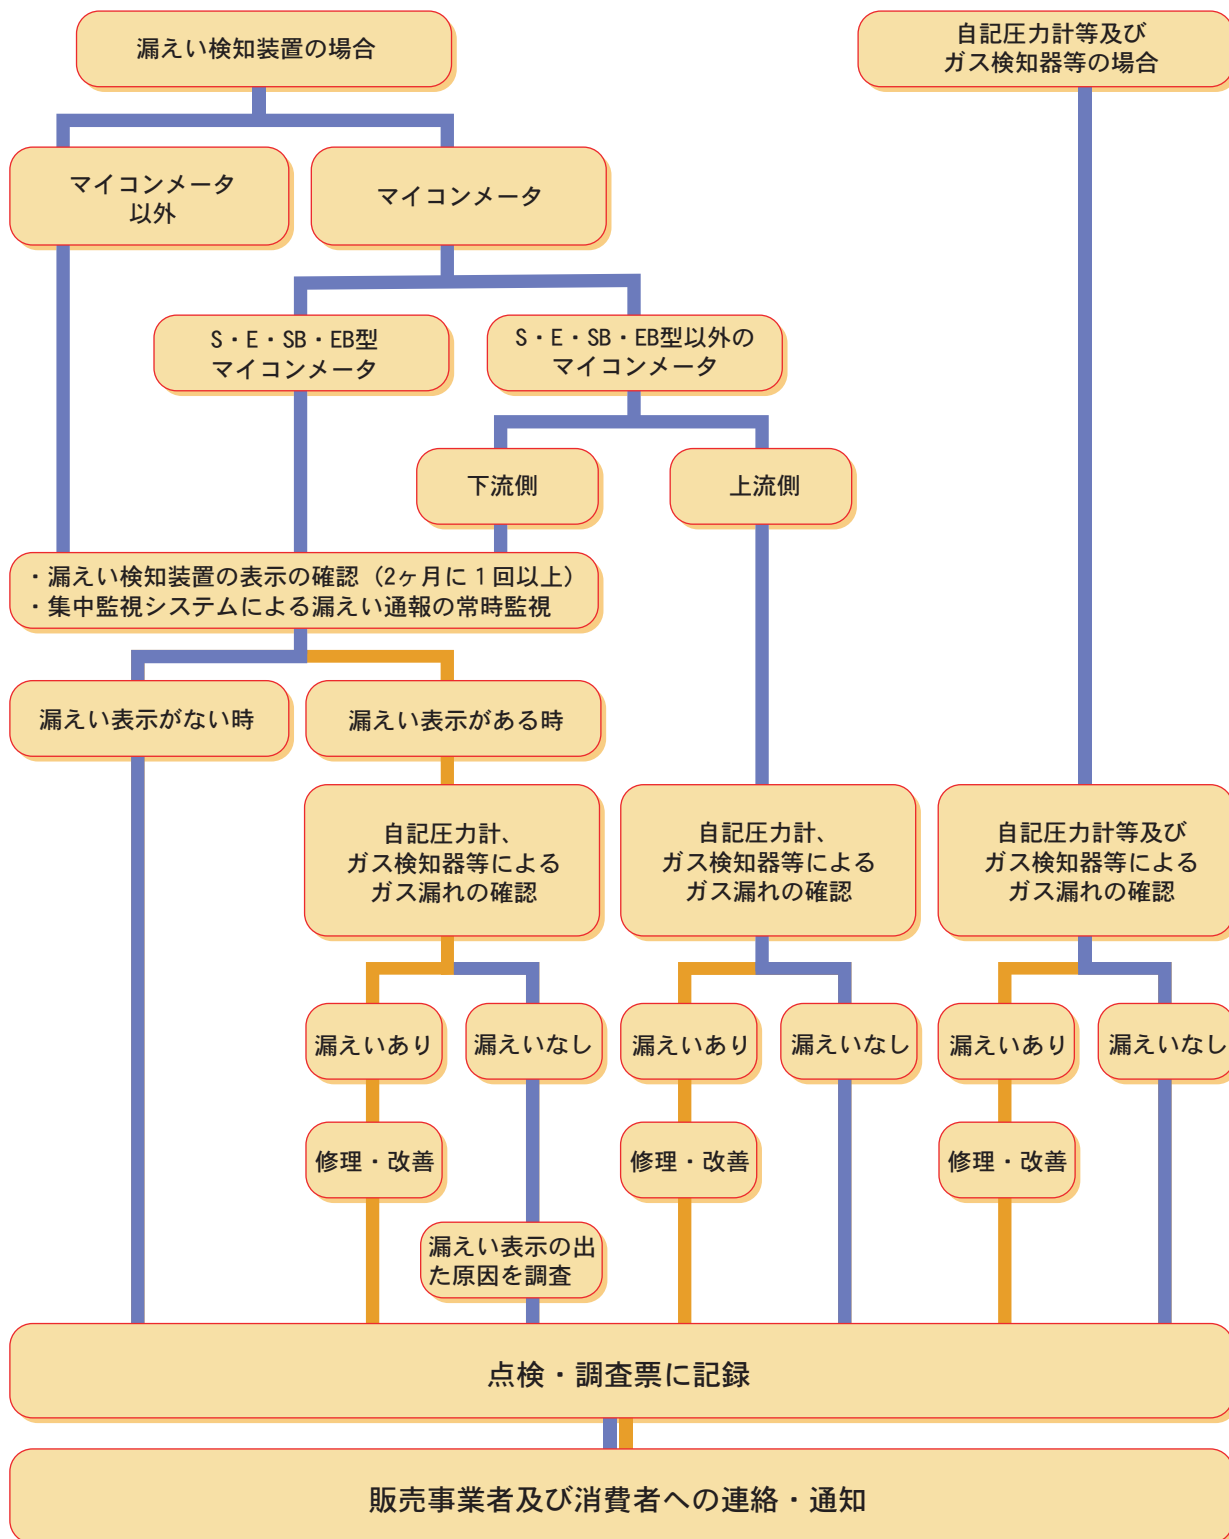 漏えい検知装置の場合
自記圧力計等及び
ガス検知器等の場合
マイコンメータ
以外
マイコンメータ
S・E・SB・EB型
マイコンメータ
S・E・SB・EB型以外の
マイコンメータ
下流側
上流側
・漏えい検知装置の表示の確認（2ヶ月に１回以上）
・集中監視システムによる漏えい通報の常時監視
漏えい表示がない時
漏えい表示がある時
自記圧力計、
ガス検知器等による
ガス漏れの確認
自記圧力計、
ガス検知器等による
ガス漏れの確認
自記圧力計等及び
ガス検知器等による
ガス漏れの確認
漏えいあり
漏えいなし
漏えいあり
漏えいなし
漏えいあり
漏えいなし
修理・改善
修理・改善
修理・改善
漏えい表示の出
た原因を調査
点検・調査票に記録
販売事業者及び消費者への連絡・通知